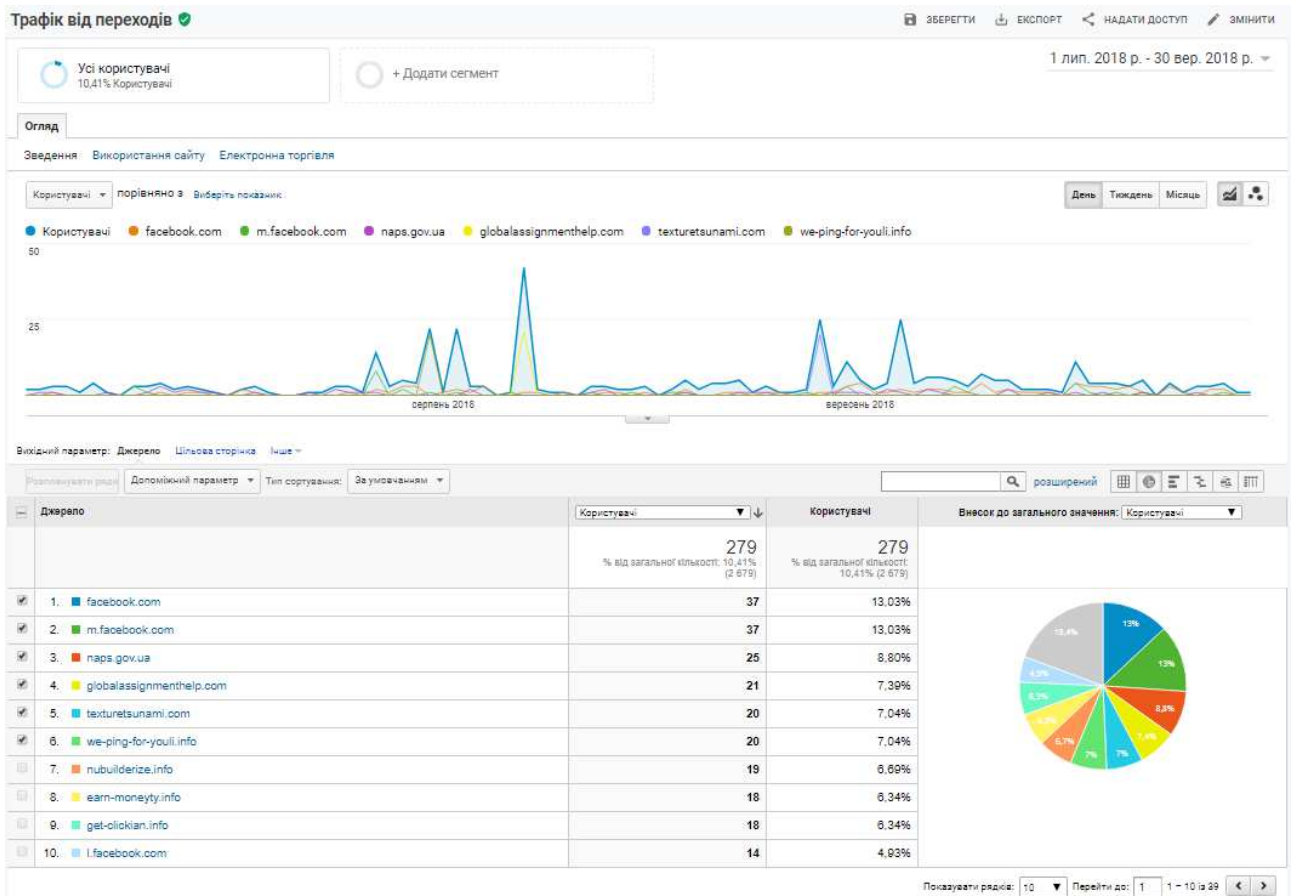 Трафік від переходів
ЗБЕРЕГТИ ЕКСПОРТ НАДАТИ ДОСТУП ЗМІНИТИ
Усі користувачі
10,41% Користувачі
+ Додати сегмент
1 лип. 2018 р. - 30 вер. 2018 р.
Огляд
Зведення Використання сайту Електронна торгівля
Користувачі порівняно з Виберіть показник
День Тиждень Місяць
Користувачі facebook.com m.facebook.com naps.gov.ua globalassignmenthelp.com texturetsunami.com we-ping-for-youli.info
50
25
серпень 2018 вересень 2018
Вихідний параметр: Джерело Цільова сторінка Інше
Допоміжний параметр Тип сортування: За умовчанням розширений
Джерело Користувачі Користувачі Внесок до загального значення: Користувачі
279 279
% від загальної кількості: 10,41% (2 679) % від загальної кількості: 10,41% (2 679)
1. facebook.com 37 13,03%
2. m.facebook.com 37 13,03%
3. naps.gov.ua 25 8,80%
4. globalassignmenthelp.com 21 7,39%
5. texturetsunami.com 20 7,04%
6. we-ping-for-youli.info 20 7,04%
7. nubuilderize.info 19 6,69%
8. earn-moneyty.info 18 6,34%
9. get-clickian.info 18 6,34%
10. l.facebook.com 14 4,93%
13%
13%
8,8%
7,4%
7%
7%
6,7%
6,3%
Показувати рядків: 10 Перейти до: 1 1 – 10 із 39